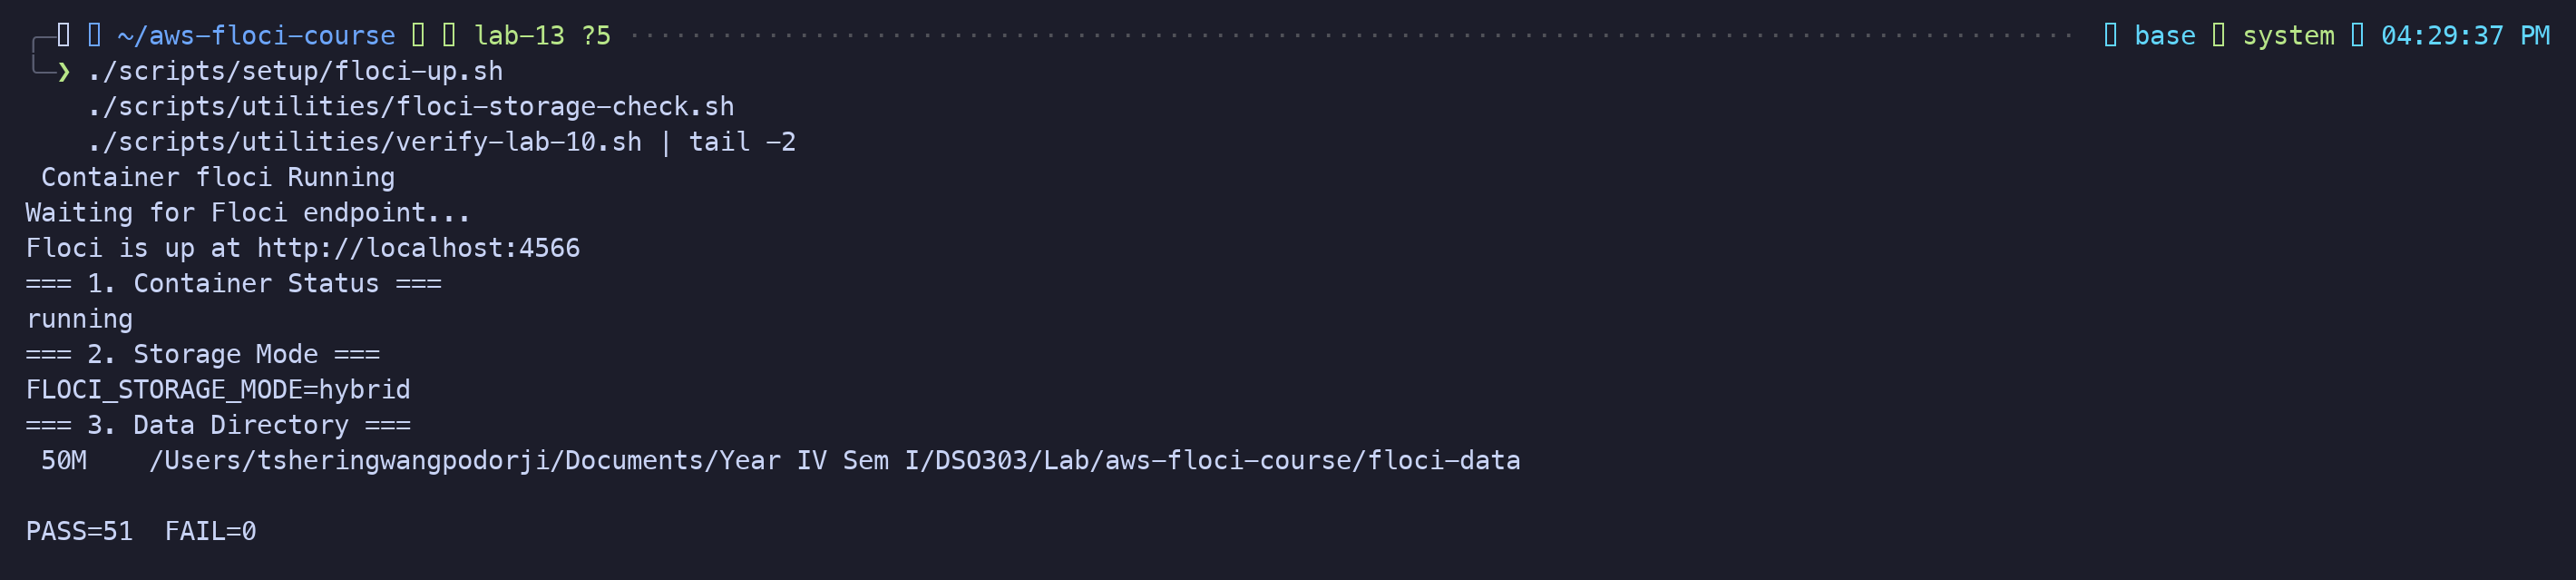 ~/aws-floci-course lab-13 ?5 base system 04:29:37 PM
❯ ./scripts/setup/floci-up.sh
./scripts/utilities/floci-storage-check.sh
./scripts/utilities/verify-lab-10.sh | tail -2
Container floci Running
Waiting for Floci endpoint...
Floci is up at http://localhost:4566
=== 1. Container Status ===
running
=== 2. Storage Mode ===
FLOCI_STORAGE_MODE=hybrid
=== 3. Data Directory ===
50M /Users/tsheringwangpodorji/Documents/Year IV Sem I/DSO303/Lab/aws-floci-course/floci-data
PASS=51 FAIL=0